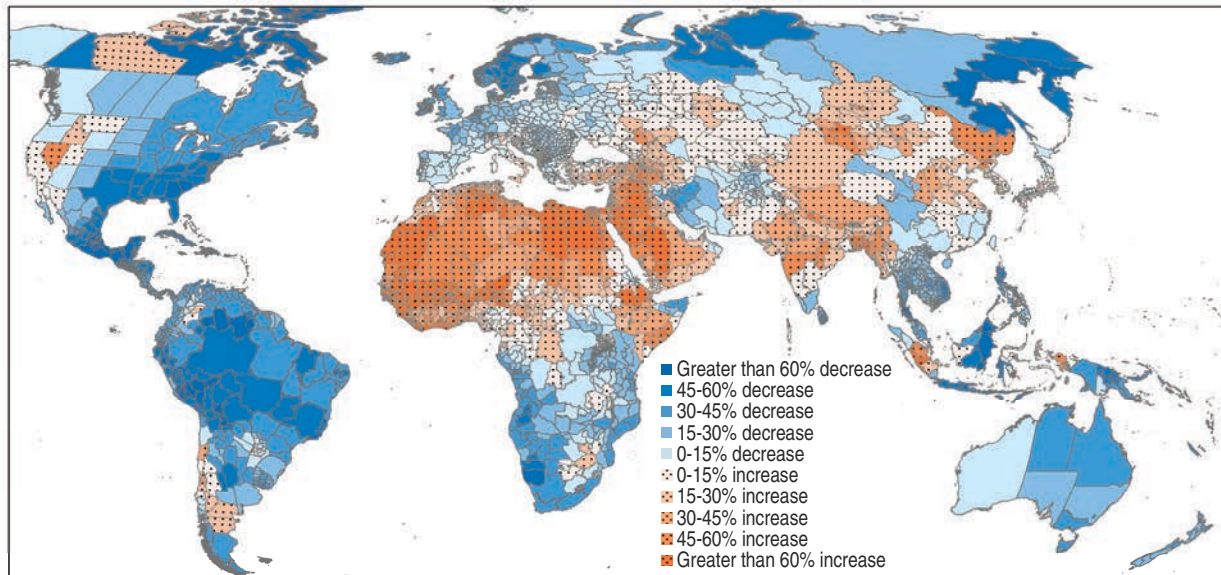 Greater than 60% decrease
45-60% decrease
30-45% decrease
15-30% decrease
0-15% decrease
0-15% increase
15-30% increase
30-45% increase
45-60% increase
Greater than 60% increase